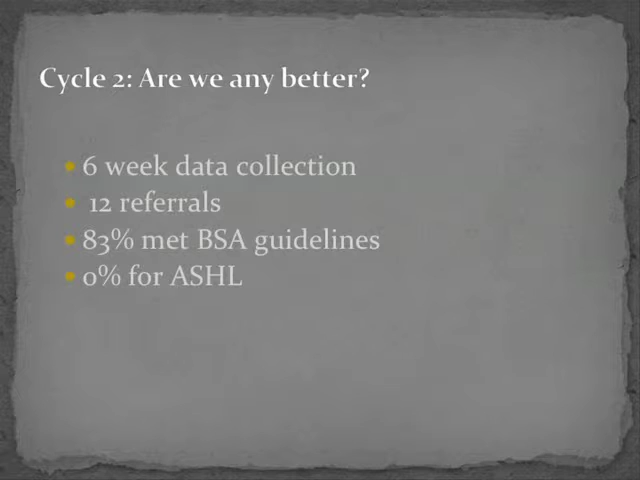 Cycle 2: Are we any better?
• 6 week data collection
• 12 referrals
• 83% met BSA guidelines
• 0% for ASHL